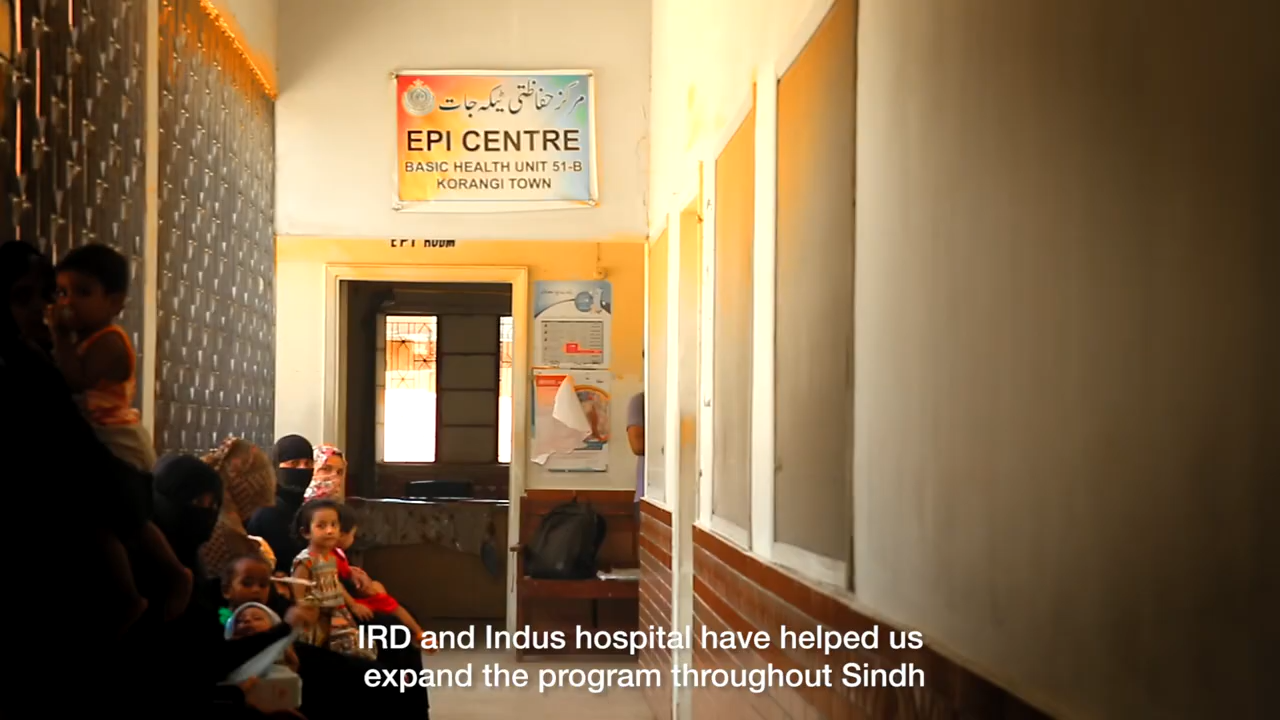 مرکز حفاظتی ٹیکہ جات
EPI CENTRE
BASIC HEALTH UNIT 51-B
KORANGI TOWN
EPI ROOM
IRD and Indus hospital have helped us
expand the program throughout Sindh